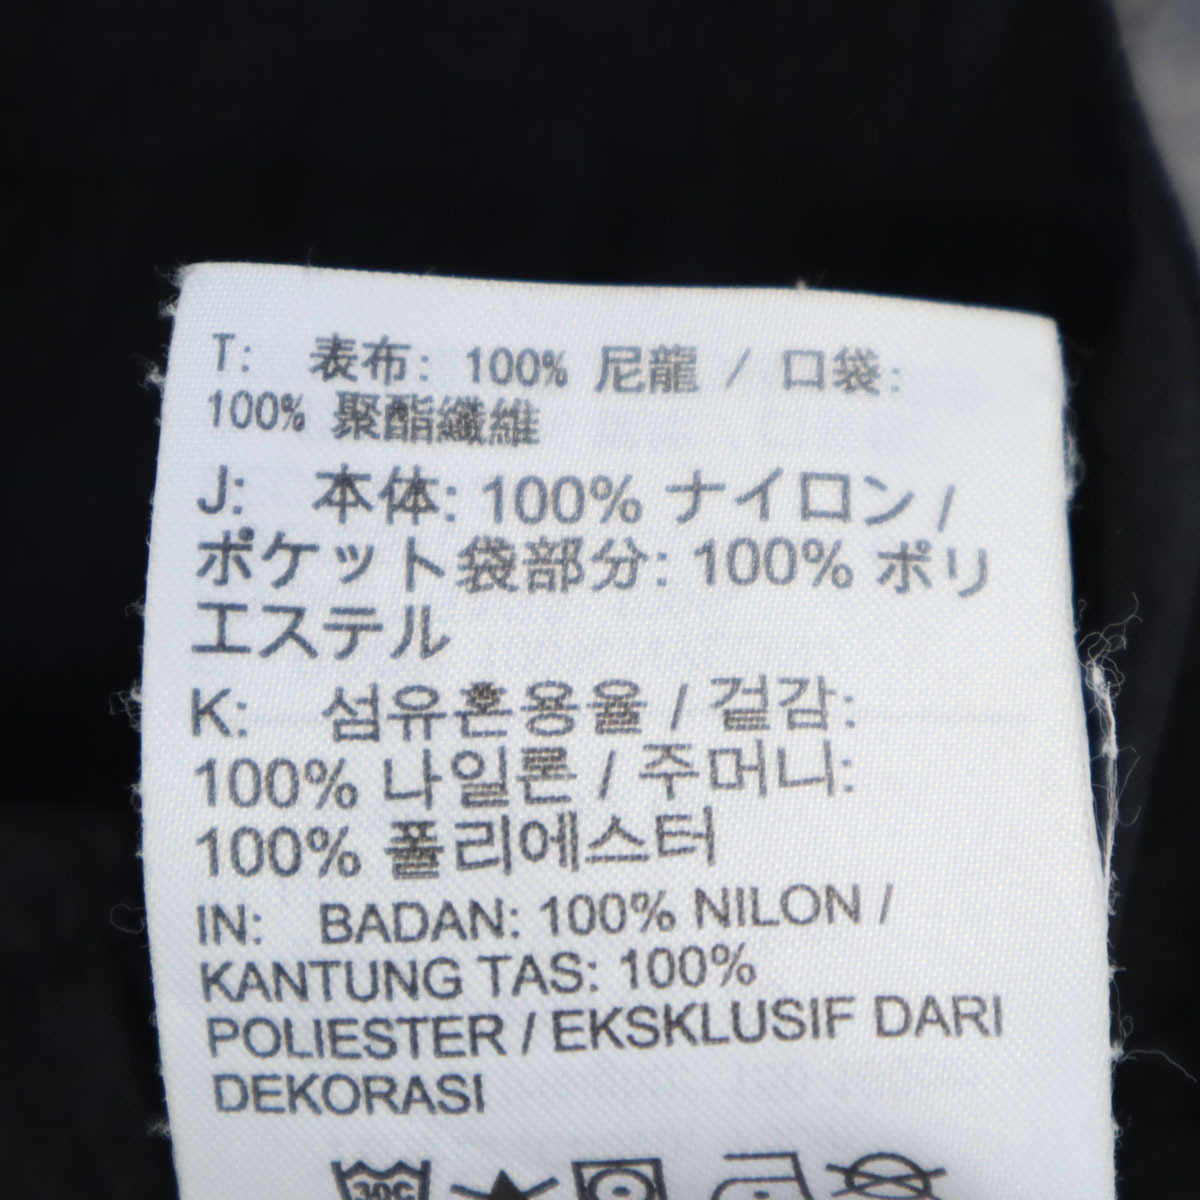 T: 表布: 100% 尼龍 / 口袋:
100% 聚酯纖維
J: 本体: 100% ナイロン /
ポケット袋部分: 100% ポリ
エステル
K: 섬유혼용율 / 겉감:
100% 나일론 / 주머니:
100% 폴리에스터
IN: BADAN: 100% NILON /
KANTUNG TAS: 100%
POLIESTER / EKSKLUSIF DARI
DEKORASI
30C